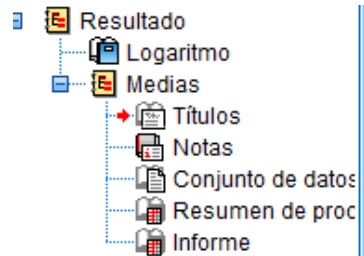 Resultado
Logaritmo
Medias
Títulos
Notas
Conjunto de datos
Resumen de proc
Informe